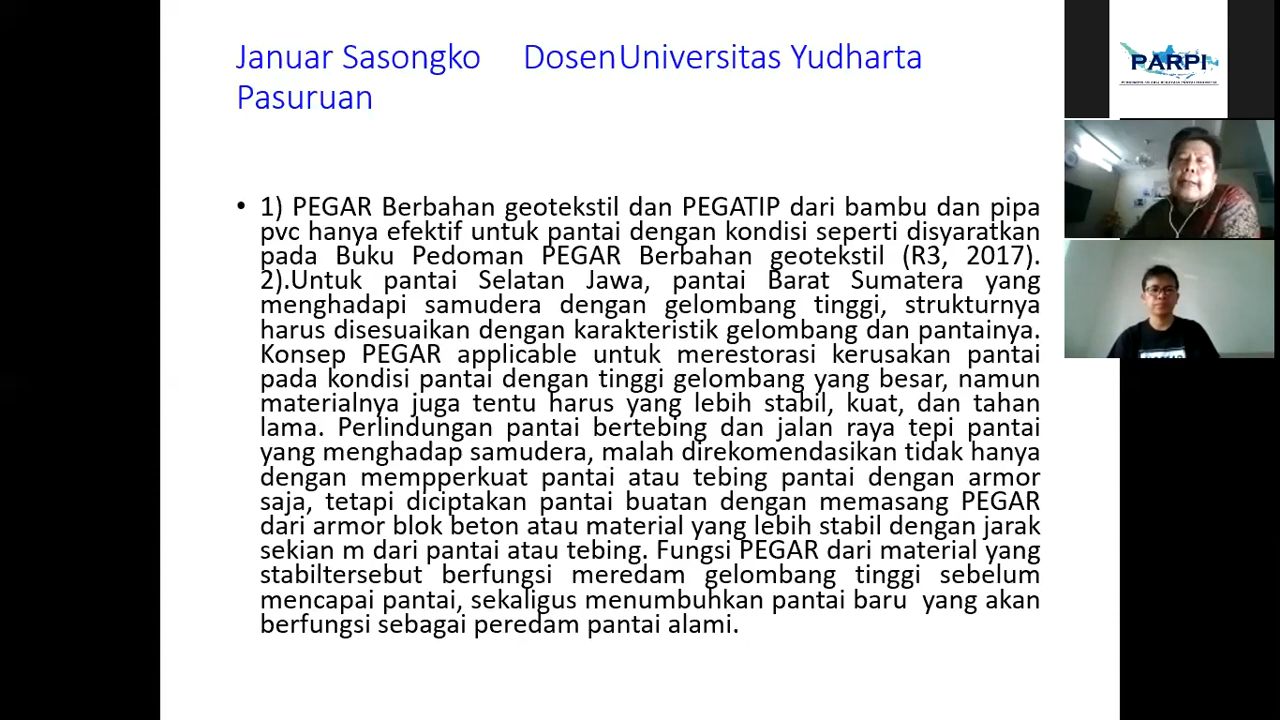 Januar Sasongko DosenUniversitas Yudharta
Pasuruan
• 1) PEGAR Berbahan geotekstil dan PEGATIP dari bambu dan pipa
pvc hanya efektif untuk pantai dengan kondisi seperti disyaratkan
pada Buku Pedoman PEGAR Berbahan geotekstil (R3, 2017).
2).Untuk pantai Selatan Jawa, pantai Barat Sumatera yang
menghadapi samudera dengan gelombang tinggi, strukturnya
harus disesuaikan dengan karakteristik gelombang dan pantainya.
Konsep PEGAR applicable untuk merestorasi kerusakan pantai
pada kondisi pantai dengan tinggi gelombang yang besar, namun
materialnya juga tentu harus yang lebih stabil, kuat, dan tahan
lama. Perlindungan pantai bertebing dan jalan raya tepi pantai
yang menghadap samudera, malah direkomendasikan tidak hanya
dengan mempperkuat pantai atau tebing pantai dengan armor
saja, tetapi diciptakan pantai buatan dengan memasang PEGAR
dari armor blok beton atau material yang lebih stabil dengan jarak
sekian m dari pantai atau tebing. Fungsi PEGAR dari material yang
stabiltersebut berfungsi meredam gelombang tinggi sebelum
mencapai pantai, sekaligus menumbuhkan pantai baru yang akan
berfungsi sebagai peredam pantai alami.
PARPI